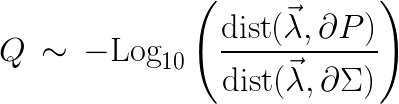 Q ∼ −Log₁₀ ( dist(λ⃗, ∂P) / dist(λ⃗, ∂Σ) )